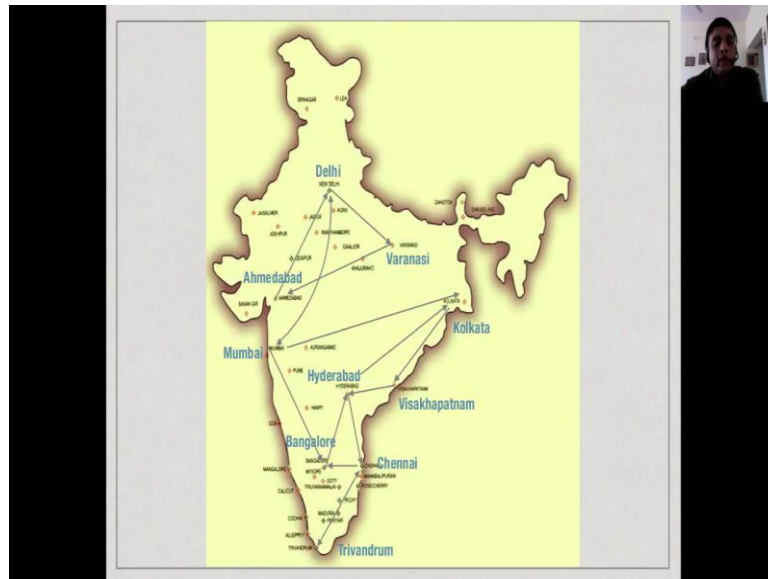 SRINAGAR
LEH
Delhi
NEW DELHI
JAISALMER
JAIPUR
AGRA
GANGTOK
DARJEELING
JODHPUR
RANTHAMBORE
GWALIOR
VARANASI
UDAIPUR
KHAJURAHO
Varanasi
Ahmedabad
AHMEDABAD
SASAN GIR
KOLKATA
Kolkata
Mumbai
MUMBAI
AURANGABAD
PUNE
Hyderabad
HYDERABAD
VISAKHAPATNAM
Visakhapatnam
HAMPI
GOA
Bangalore
BANGALORE
Chennai
CHENNAI
MANGALORE
MYSORE
OOTY
MAHABALIPURAM
PONDICHERRY
CALICUT
TRICHY
MADURAI
COCHIN
PERIYAR
ALLEPPEY
TRIVANDRUM
Trivandrum